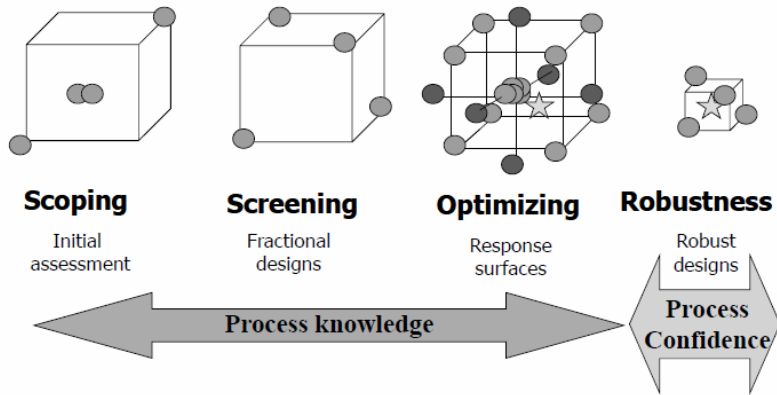 Scoping
Screening
Optimizing
Robustness
Initial
assessment
Fractional
designs
Response
surfaces
Robust
designs
Process knowledge
Process
Confidence